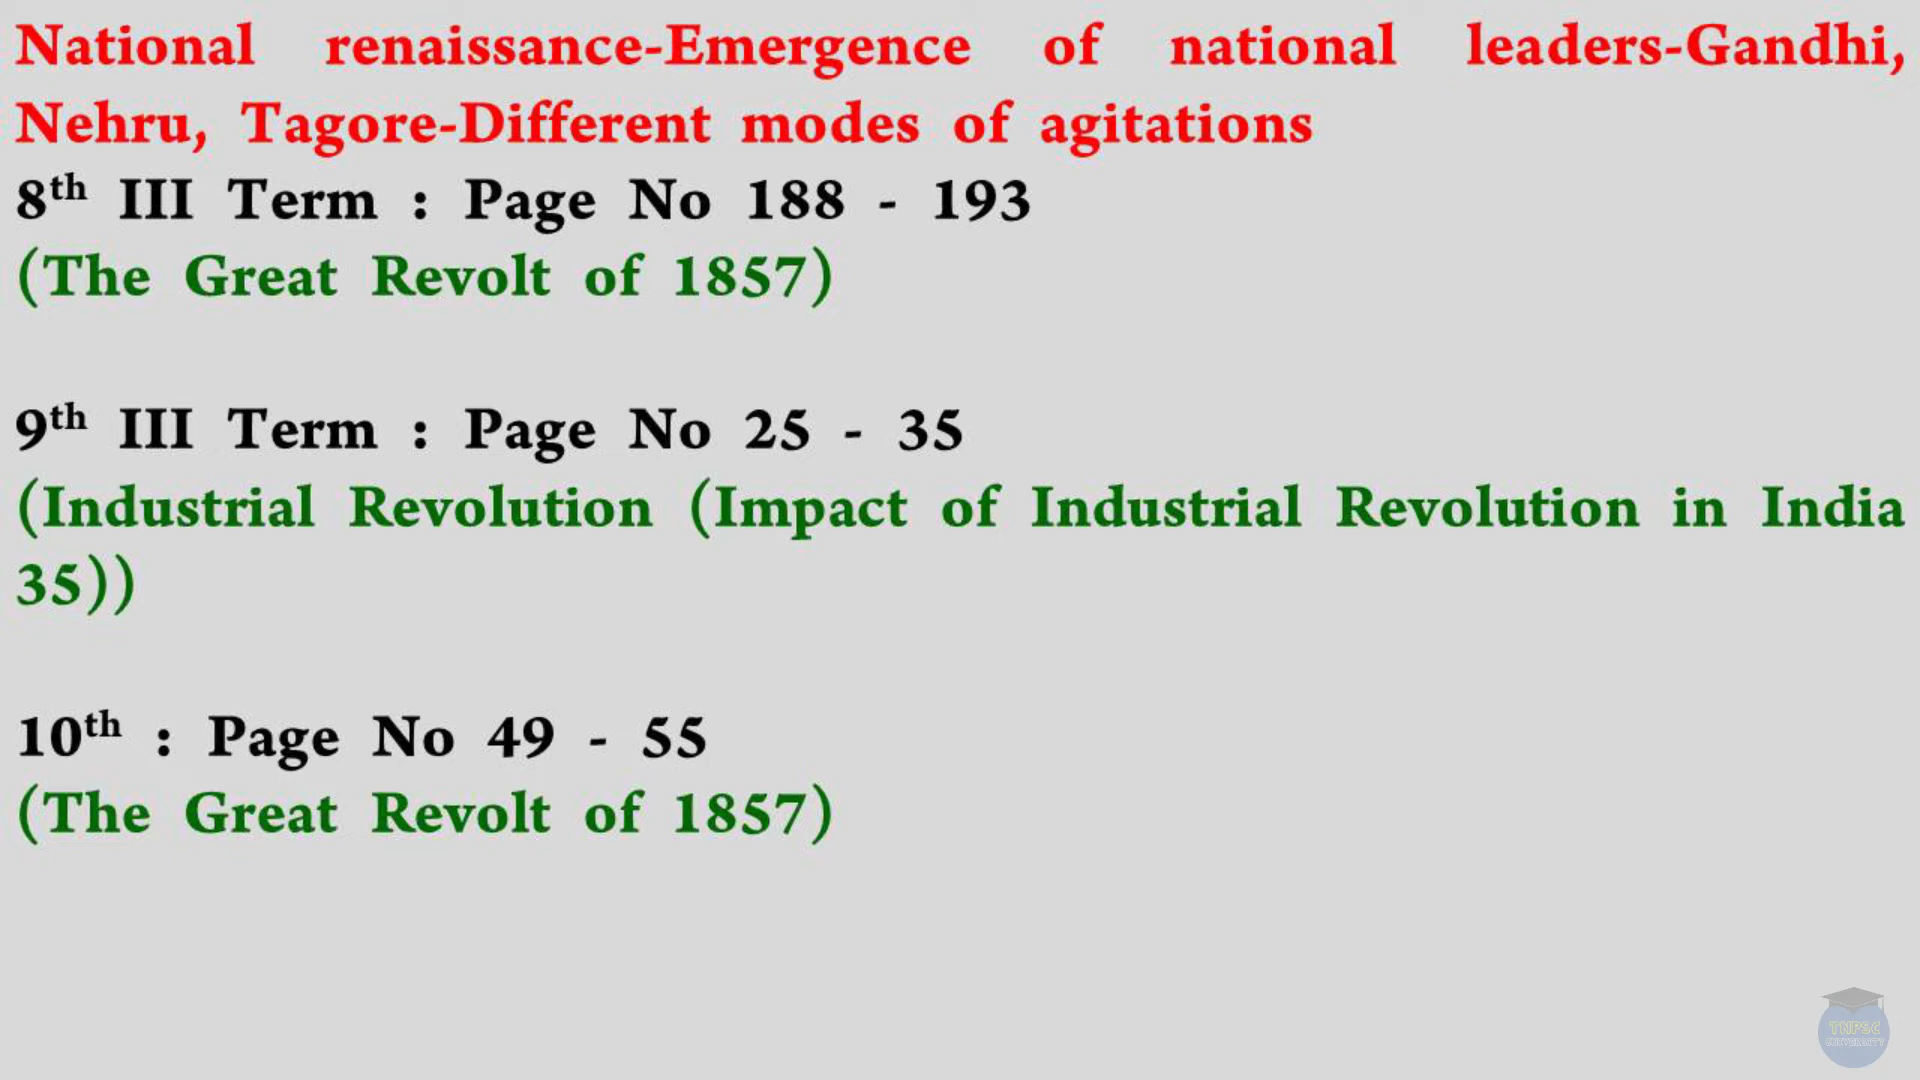 National renaissance-Emergence of national leaders-Gandhi,
Nehru, Tagore-Different modes of agitations
8th III Term : Page No 188 - 193
(The Great Revolt of 1857)
9th III Term : Page No 25 - 35
(Industrial Revolution (Impact of Industrial Revolution in India
35))
10th : Page No 49 - 55
(The Great Revolt of 1857)
TNPSC
UNIVERSITY